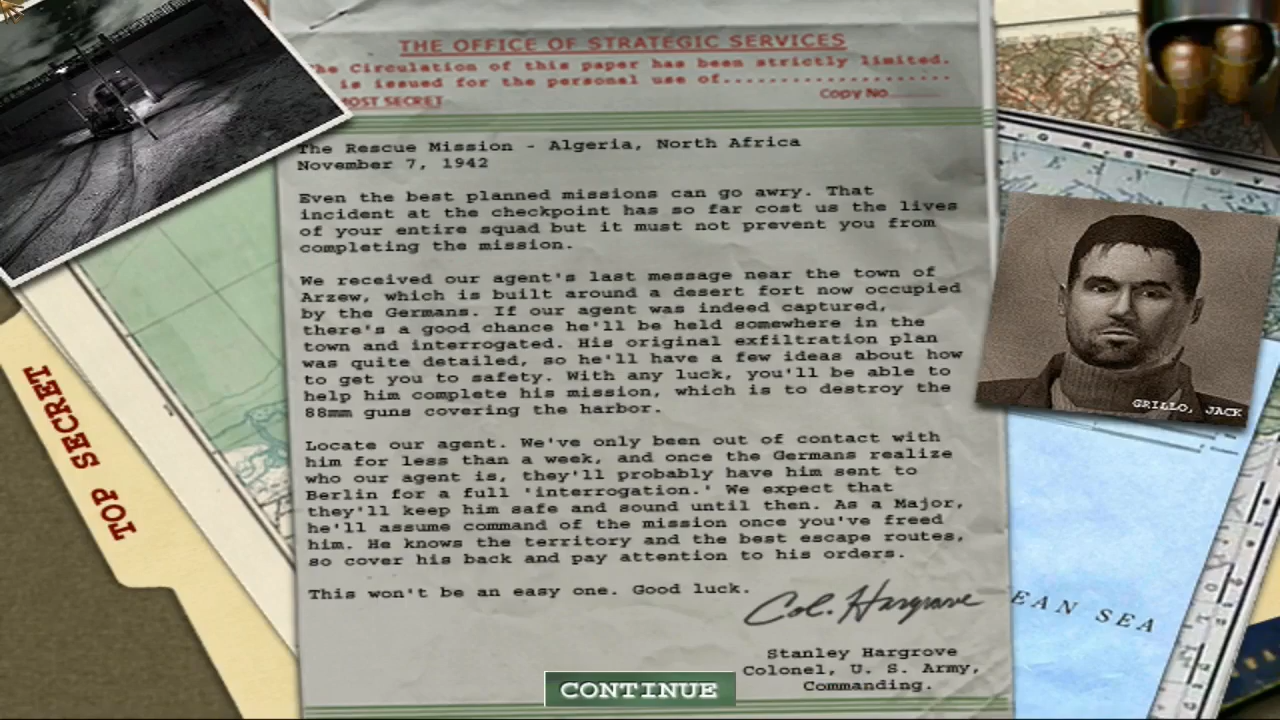 THE OFFICE OF STRATEGIC SERVICES
The Circulation of this paper has been strictly limited.
is issued for the personal use of..........................
MOST SECRET
Copy No.
The Rescue Mission - Algeria, North Africa
November 7, 1942
Even the best planned missions can go awry. That
incident at the checkpoint has so far cost us the lives
of your entire squad but it must not prevent you from
completing the mission.
We received our agent's last message near the town of
Arzew, which is built around a desert fort now occupied
by the Germans. If our agent was indeed captured,
there's a good chance he'll be held somewhere in the
town and interrogated. His original exfiltration plan
was quite detailed, so he'll have a few ideas about how
to get you to safety. With any luck, you'll be able to
help him complete his mission, which is to destroy the
88mm guns covering the harbor.
Locate our agent. We've only been out of contact with
him for less than a week, and once the Germans realize
who our agent is, they'll probably have him sent to
Berlin for a full 'interrogation.' We expect that
they'll keep him safe and sound until then. As a Major,
he'll assume command of the mission once you've freed
him. He knows the territory and the best escape routes,
so cover his back and pay attention to his orders.
This won't be an easy one. Good luck.
Col. Hargrove
Stanley Hargrove
Colonel, U. S. Army,
Commanding.
CONTINUE
TOP SECRET
GRILLO, JACK
EAN SEA